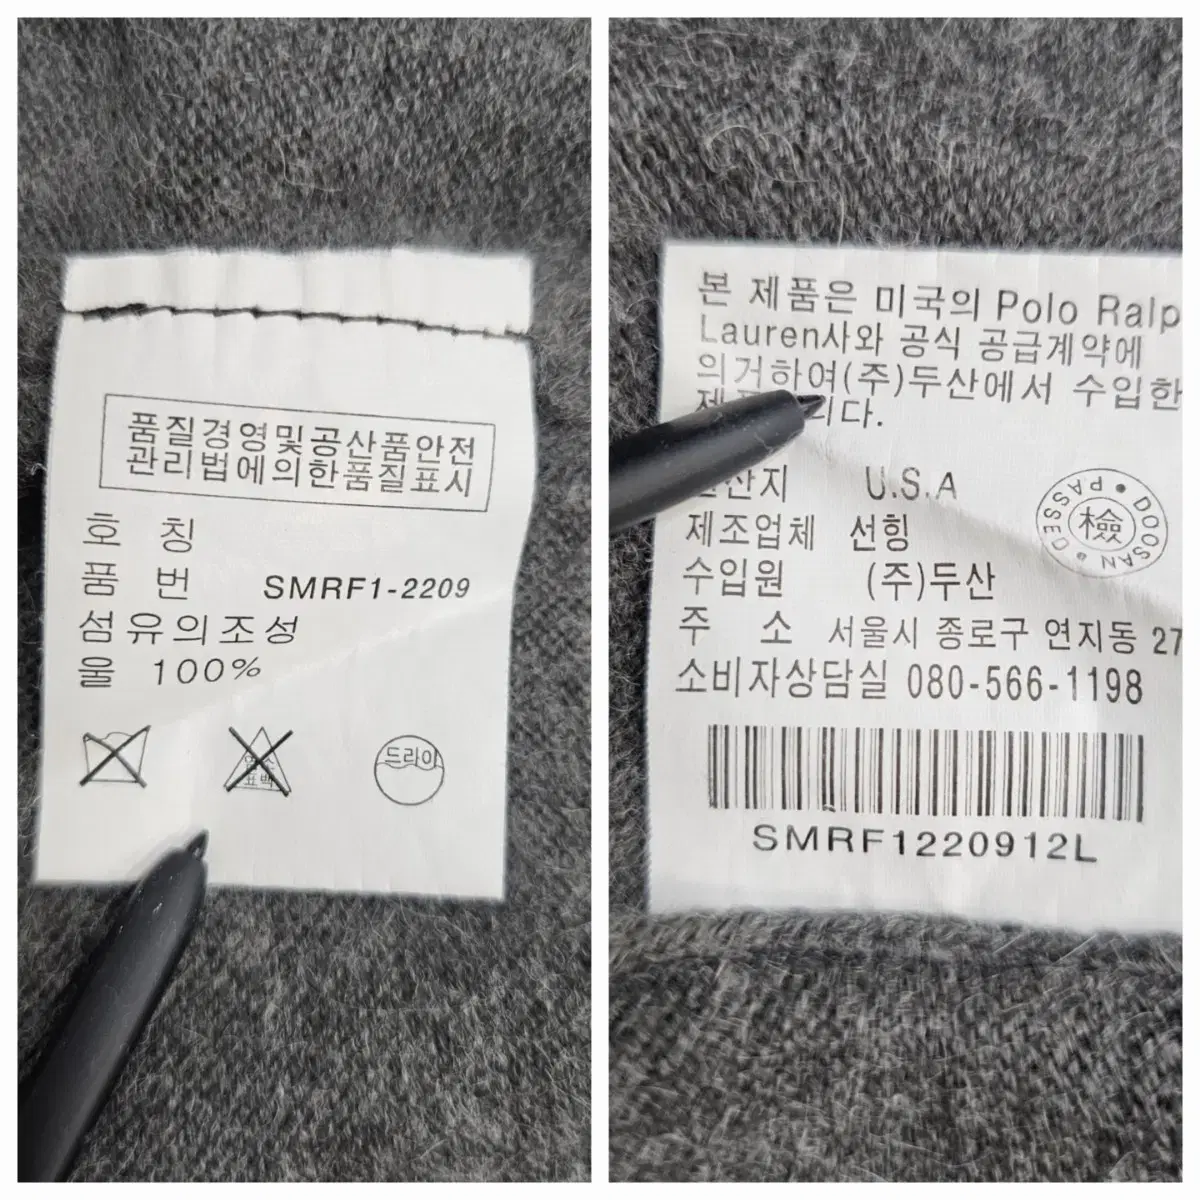 품질경영및공산품안전
관리법에의한품질표시
호 칭
품 번 SMRF1-2209
섬유의조성
울 100%
드라이
본 제품은 미국의 Polo Ralp
Lauren사와 공식 공급계약에
의거하여(주)두산에서 수입한
다.
산지 U.S.A
제조업체 선힝
수입원 (주)두산
주 소 서울시 종로구 연지동 27
소비자상담실 080-566-1198
DOOSAN PASSED
檢
SMRF1220912L